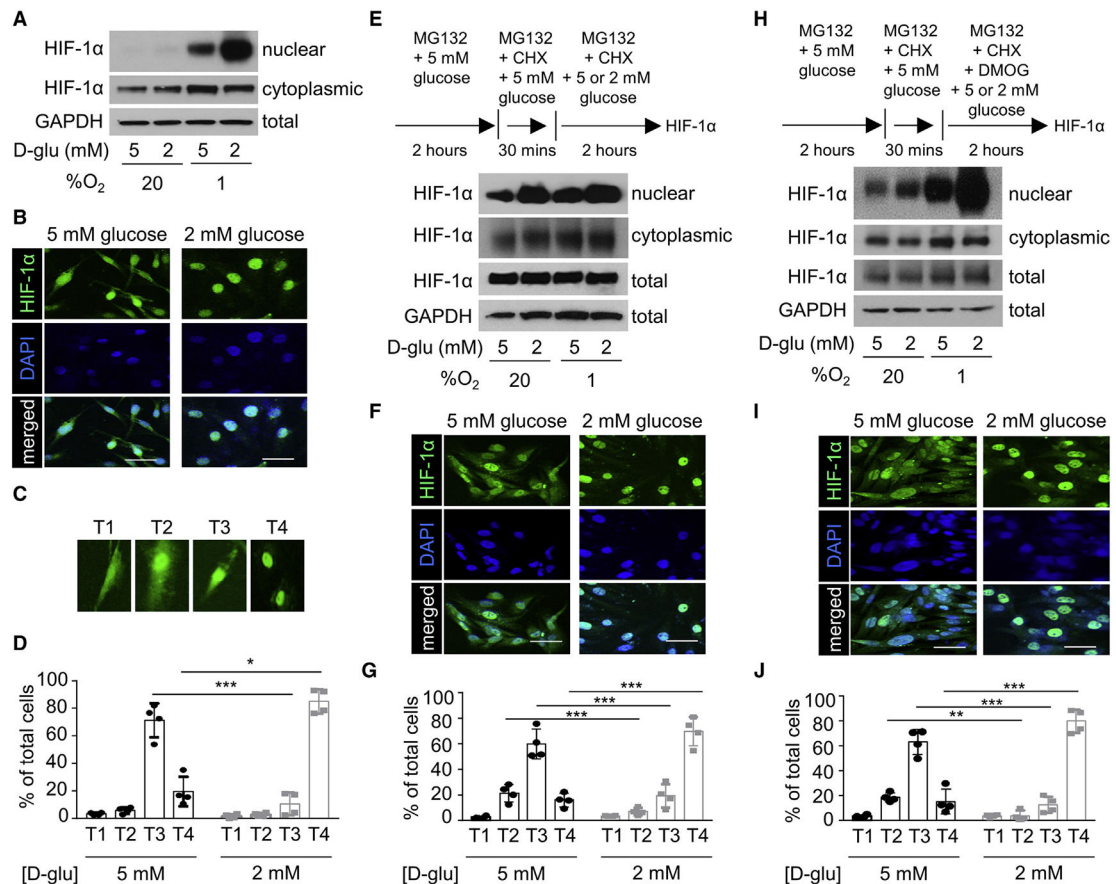 A
HIF-1α nuclear
HIF-1α cytoplasmic
GAPDH total
D-glu (mM) 5 2 5 2
%O2 20 1
B
5 mM glucose 2 mM glucose
HIF-1α
DAPI
merged
C
T1 T2 T3 T4
D
* 
***
% of total cells
100
80
60
40
20
0
T1 T2 T3 T4 T1 T2 T3 T4
[D-glu] 5 mM 2 mM
E
MG132 MG132 MG132
+ 5 mM + CHX + CHX
glucose + 5 mM + 5 or 2 mM
glucose glucose
HIF-1α
2 hours 30 mins 2 hours
HIF-1α nuclear
HIF-1α cytoplasmic
HIF-1α total
GAPDH total
D-glu (mM) 5 2 5 2
%O2 20 1
F
5 mM glucose 2 mM glucose
HIF-1α
DAPI
merged
G
***
***
***
% of total cells
100
80
60
40
20
0
T1 T2 T3 T4 T1 T2 T3 T4
[D-glu] 5 mM 2 mM
H
MG132 MG132 MG132
+ 5 mM + CHX + CHX
glucose + 5 mM + DMOG
glucose + 5 or 2 mM
glucose
HIF-1α
2 hours 30 mins 2 hours
HIF-1α nuclear
HIF-1α cytoplasmic
HIF-1α total
GAPDH total
D-glu (mM) 5 2 5 2
%O2 20 1
I
5 mM glucose 2 mM glucose
HIF-1α
DAPI
merged
J
***
***
**
% of total cells
100
80
60
40
20
0
T1 T2 T3 T4 T1 T2 T3 T4
[D-glu] 5 mM 2 mM